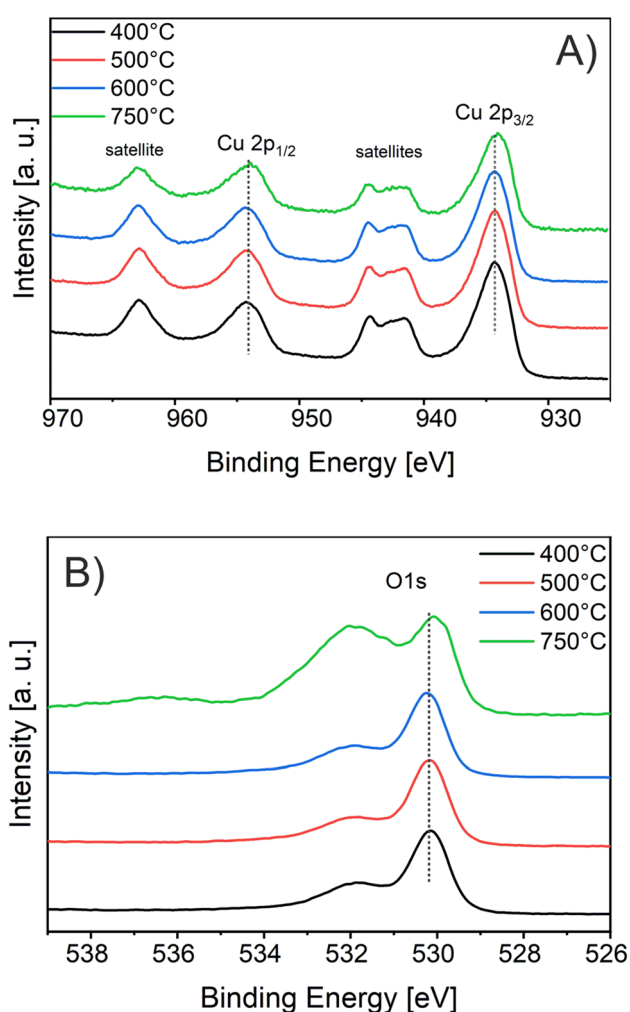 A)
400°C
500°C
600°C
750°C
satellite
Cu 2p1/2
satellites
Cu 2p3/2
Intensity [a. u.]
970 960 950 940 930
Binding Energy [eV]
B)
400°C
500°C
600°C
750°C
O1s
Intensity [a. u.]
538 536 534 532 530 528 526
Binding Energy [eV]